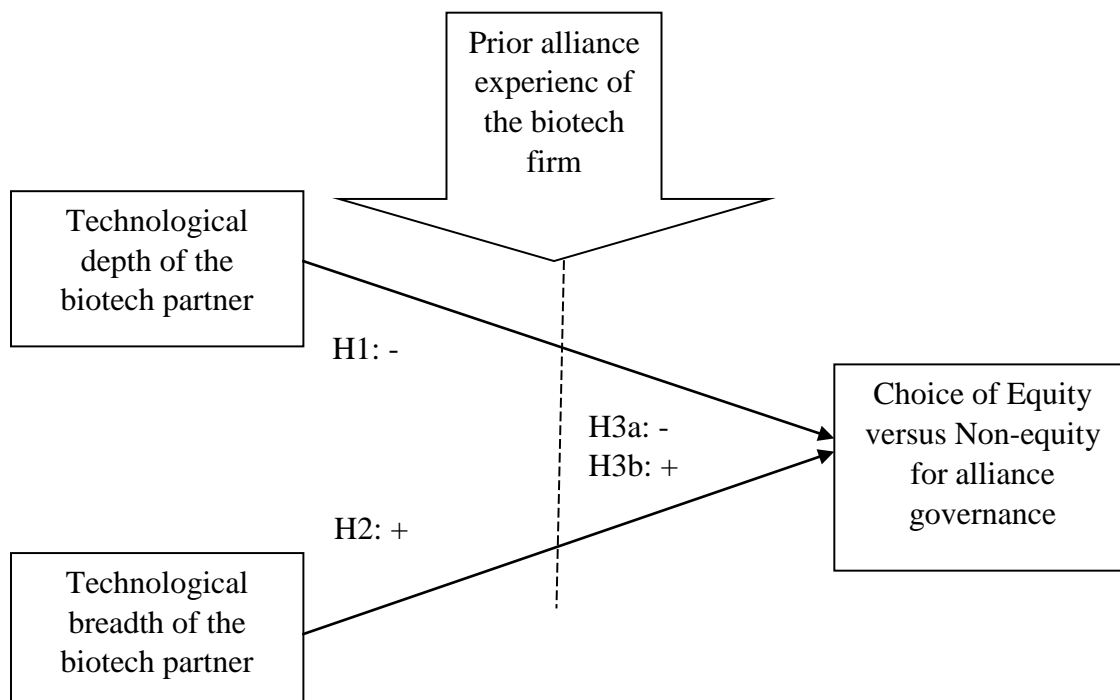 Prior alliance
experienc of
the biotech
firm
Technological
depth of the
biotech partner
H1: -
Choice of Equity
versus Non-equity
for alliance
governance
H3a: -
H3b: +
H2: +
Technological
breadth of the
biotech partner